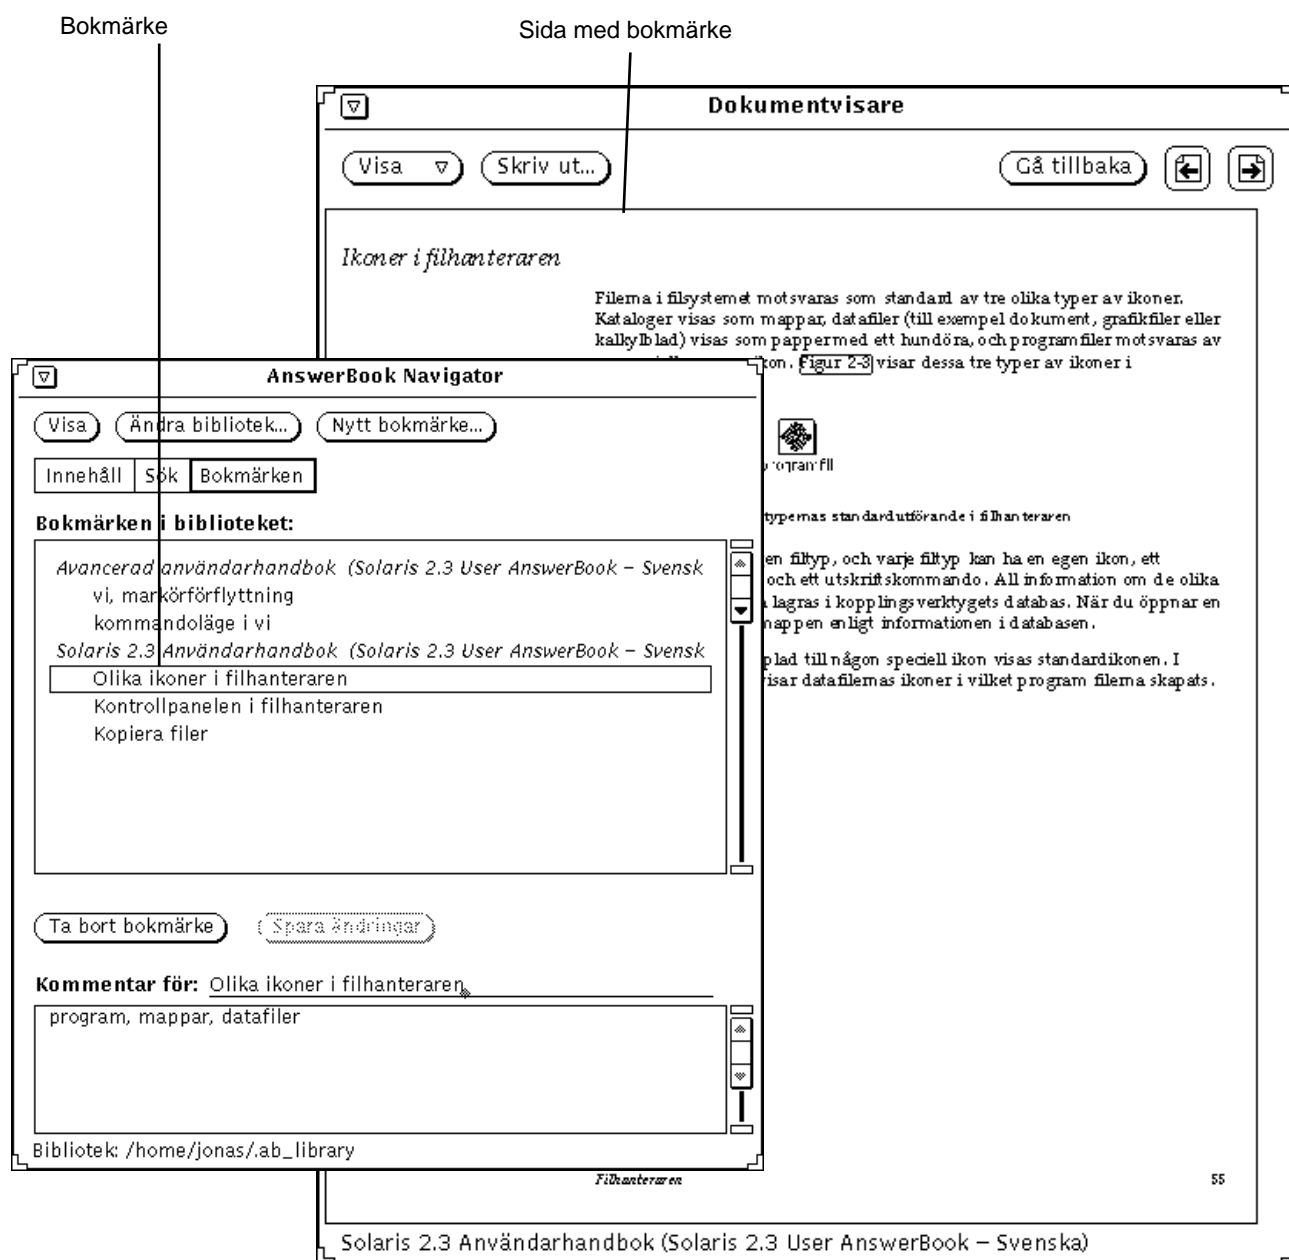 Bokmärke
Sida med bokmärke
Dokumentvisare
Visa
Skriv ut...
Gå tillbaka
Ikoner i filhanteraren
Filerna i filsystemet motsvaras som standard av tre olika typer av ikoner.
Kataloger visas som mappar, datafiler (till exempel dokument, grafikfiler eller
kalkylblad) visas som papper med ett hundöra, och programfiler motsvaras av
kon. Figur 2-3 visar dessa tre typer av ikoner i
programfil
typernas standardutförande i filhanteraren
en filtyp, och varje filtyp kan ha en egen ikon, ett
och ett utskriftskommando. All information om de olika
lagras i kopplingsverktygets databas. När du öppnar en
mappen enligt informationen i databasen.
plad till någon speciell ikon visas standardikonen. I
isar datafilernas ikoner i vilket program filerna skapats.
Filhanteraren
55
Solaris 2.3 Användarhandbok (Solaris 2.3 User AnswerBook – Svenska)
AnswerBook Navigator
Visa
Ändra bibliotek...
Nytt bokmärke...
Innehåll
Sök
Bokmärken
Bokmärken i biblioteket:
Avancerad användarhandbok (Solaris 2.3 User AnswerBook – Svensk
vi, markörförflyttning
kommandoläge i vi
Solaris 2.3 Användarhandbok (Solaris 2.3 User AnswerBook – Svensk
Olika ikoner i filhanteraren
Kontrollpanelen i filhanteraren
Kopiera filer
Ta bort bokmärke
Spara ändringar
Kommentar för: Olika ikoner i filhanteraren
program, mappar, datafiler
Bibliotek: /home/jonas/.ab_library